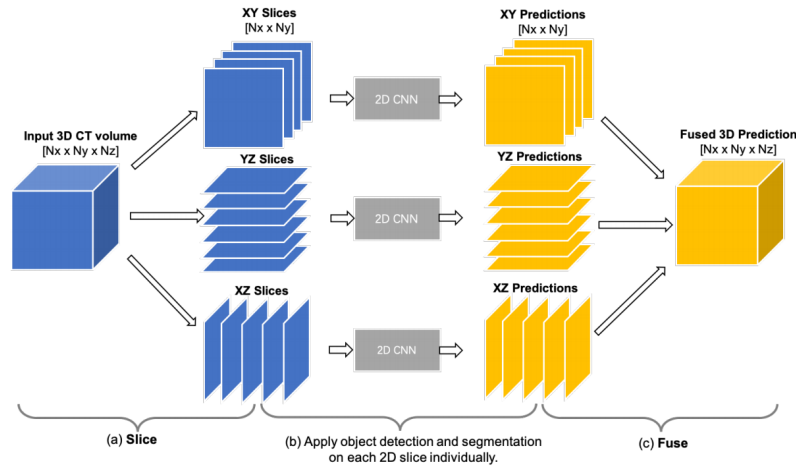 XY Slices
[Nx x Ny]
XY Predictions
[Nx x Ny]
2D CNN
Input 3D CT volume
[Nx x Ny x Nz]
Fused 3D Prediction
[Nx x Ny x Nz]
YZ Slices
YZ Predictions
2D CNN
XZ Slices
XZ Predictions
2D CNN
(a) Slice
(b) Apply object detection and segmentation
on each 2D slice individually.
(c) Fuse